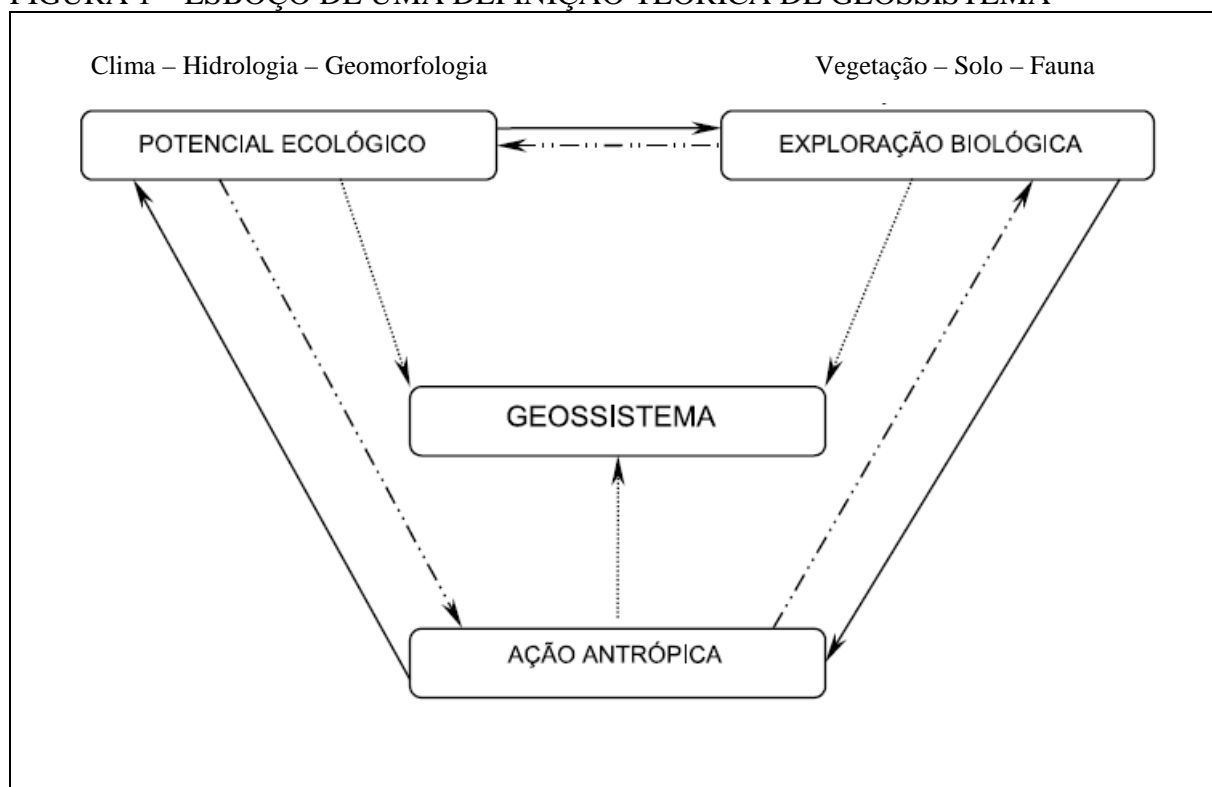 FIGURA 1 – ESBOÇO DE UMA DEFINIÇÃO TEÓRICA DE GEOSSISTEMA
Clima – Hidrologia – Geomorfologia
Vegetação – Solo – Fauna
POTENCIAL ECOLÓGICO
EXPLORAÇÃO BIOLÓGICA
GEOSSISTEMA
AÇÃO ANTRÓPICA